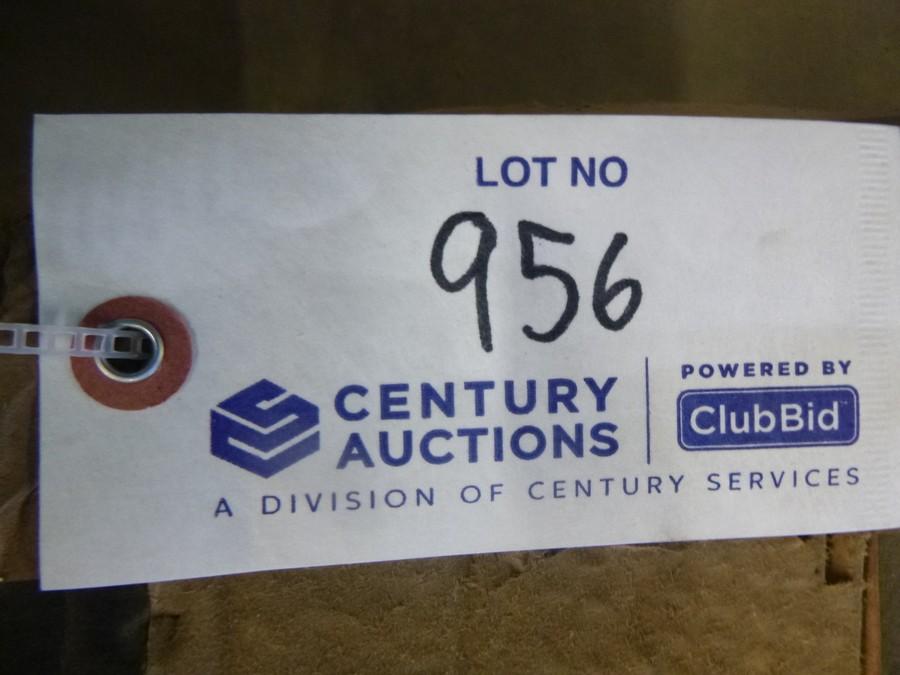 LOT NO
956
CENTURY
AUCTIONS
POWERED BY
ClubBid
A DIVISION OF CENTURY SERVICES